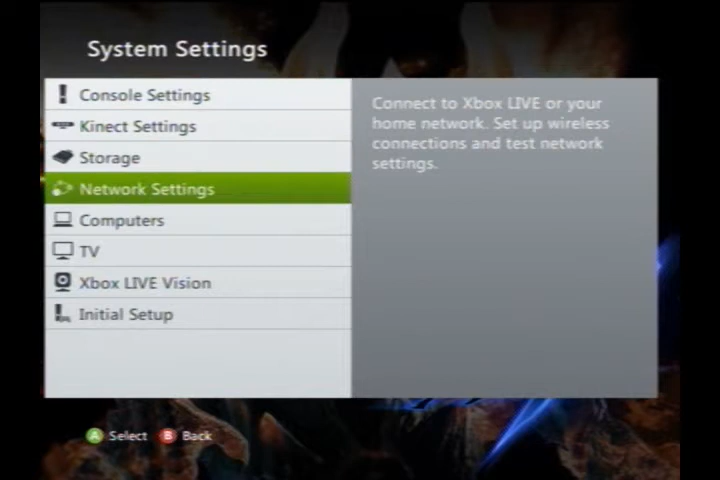 System Settings
Console Settings
Kinect Settings
Storage
Network Settings
Computers
TV
Xbox LIVE Vision
Initial Setup
Connect to Xbox LIVE or your
home network. Set up wireless
connections and test network
settings.
A Select B Back